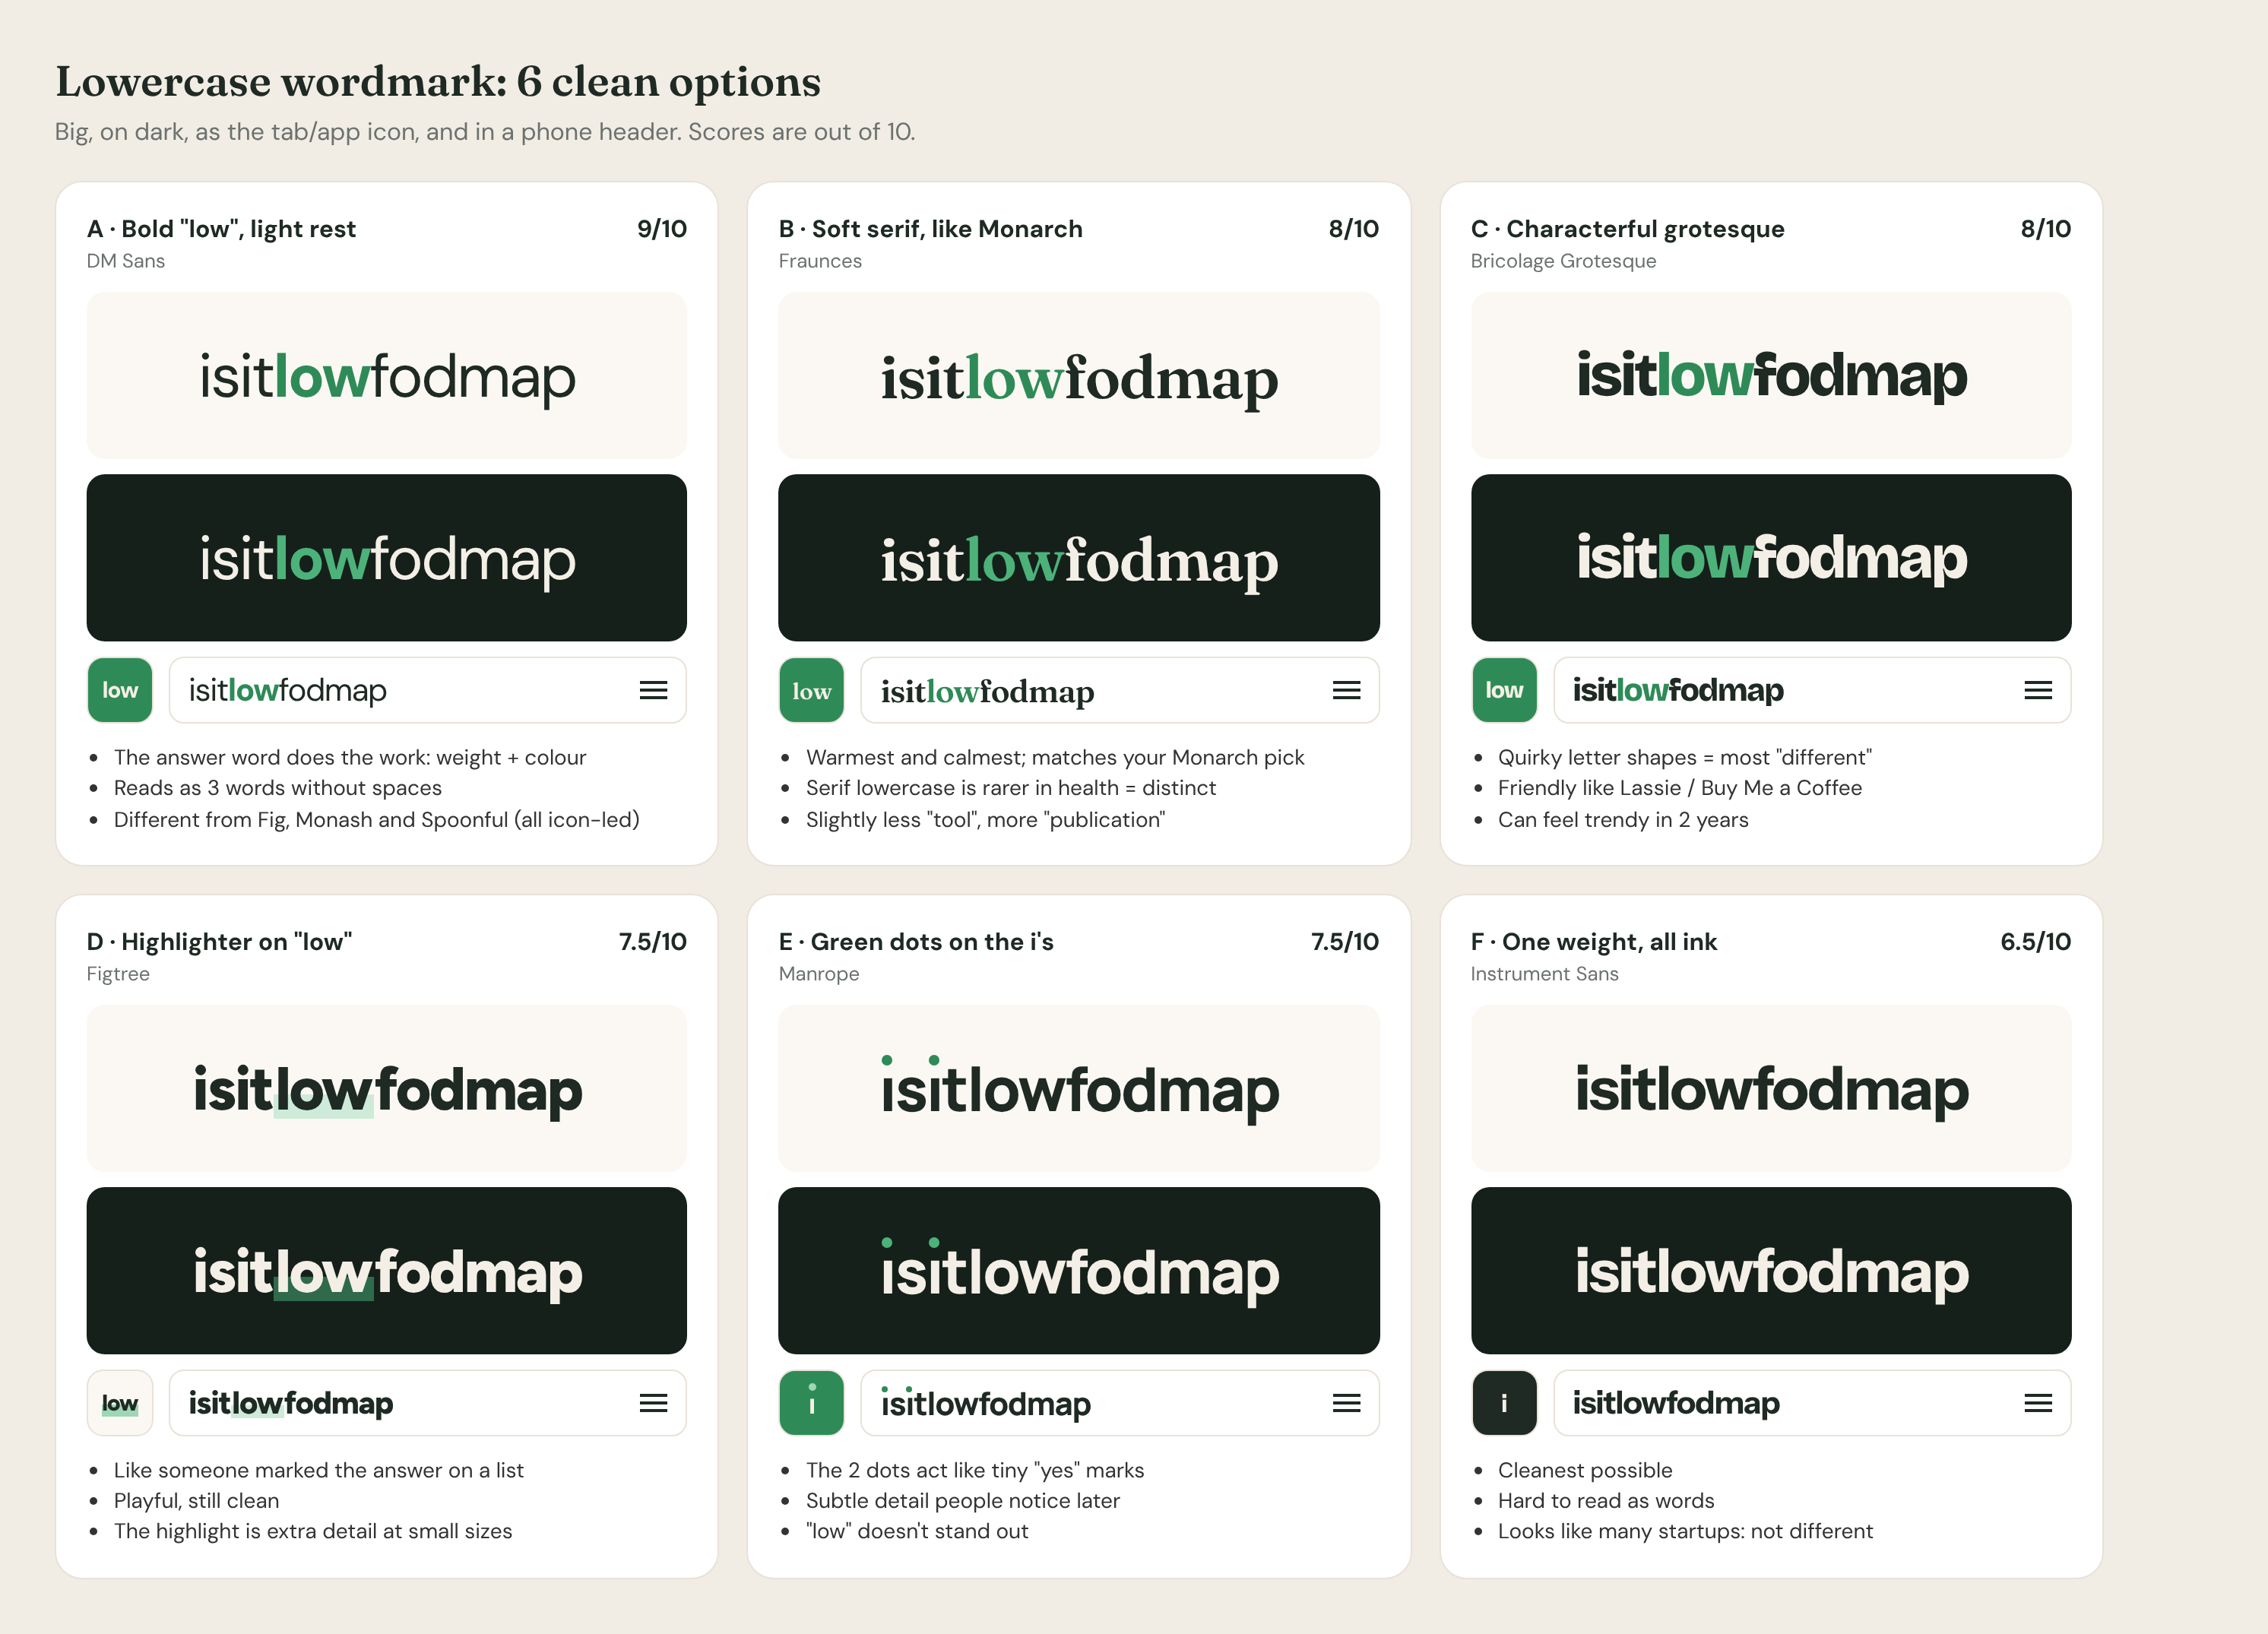 Lowercase wordmark: 6 clean options
Big, on dark, as the tab/app icon, and in a phone header. Scores are out of 10.
A · Bold "low", light rest 9/10
DM Sans
isitlowfodmap
isitlowfodmap
low
isitlowfodmap
• The answer word does the work: weight + colour
• Reads as 3 words without spaces
• Different from Fig, Monash and Spoonful (all icon-led)
B · Soft serif, like Monarch 8/10
Fraunces
isitlowfodmap
isitlowfodmap
low
isitlowfodmap
• Warmest and calmest; matches your Monarch pick
• Serif lowercase is rarer in health = distinct
• Slightly less "tool", more "publication"
C · Characterful grotesque 8/10
Bricolage Grotesque
isitlowfodmap
isitlowfodmap
low
isitlowfodmap
• Quirky letter shapes = most "different"
• Friendly like Lassie / Buy Me a Coffee
• Can feel trendy in 2 years
D · Highlighter on "low" 7.5/10
Figtree
isitlowfodmap
isitlowfodmap
low
isitlowfodmap
• Like someone marked the answer on a list
• Playful, still clean
• The highlight is extra detail at small sizes
E · Green dots on the i's 7.5/10
Manrope
isitlowfodmap
isitlowfodmap
i
isitlowfodmap
• The 2 dots act like tiny "yes" marks
• Subtle detail people notice later
• "low" doesn't stand out
F · One weight, all ink 6.5/10
Instrument Sans
isitlowfodmap
isitlowfodmap
i
isitlowfodmap
• Cleanest possible
• Hard to read as words
• Looks like many startups: not different